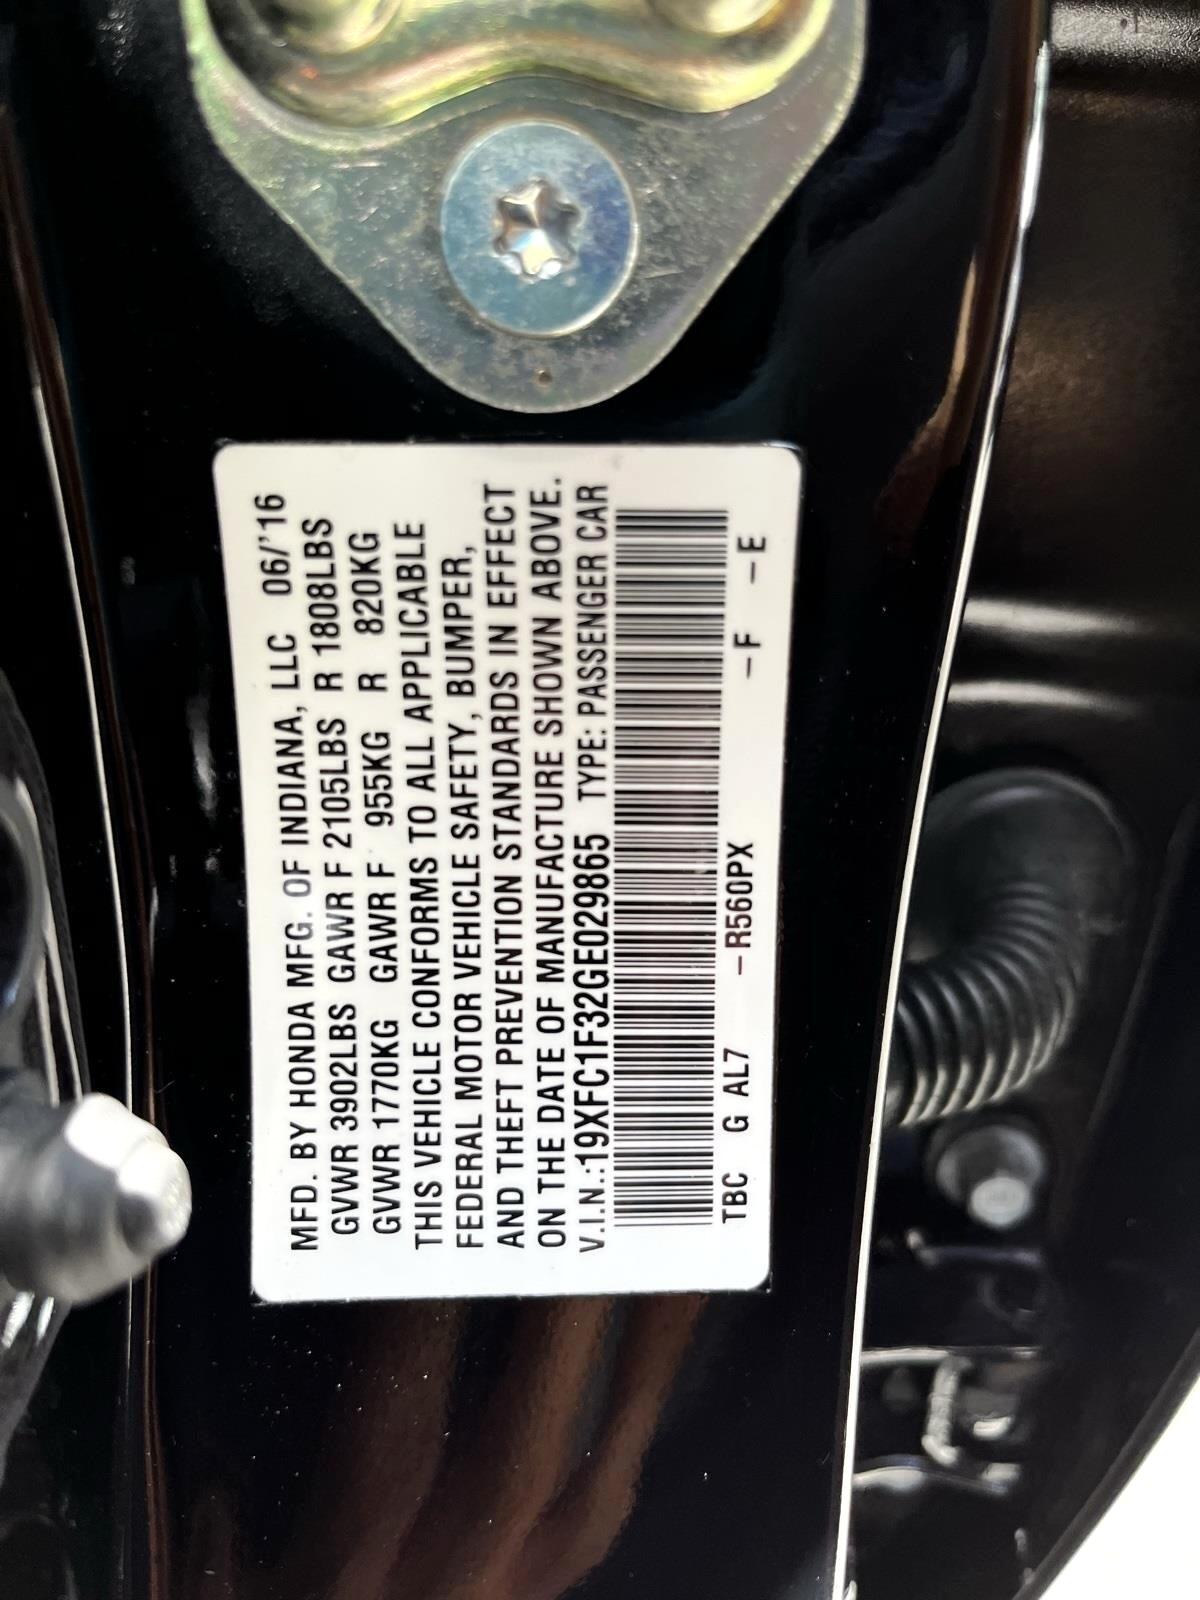 MFD. BY HONDA MFG. OF INDIANA, LLC 06/'16
GVWR 3902LBS GAWR F 2105LBS R 1808LBS
GVWR 1770KG GAWR F 955KG R 820KG
THIS VEHICLE CONFORMS TO ALL APPLICABLE
FEDERAL MOTOR VEHICLE SAFETY, BUMPER,
AND THEFT PREVENTION STANDARDS IN EFFECT
ON THE DATE OF MANUFACTURE SHOWN ABOVE.
V.I.N.:19XFC1F32GE029865 TYPE: PASSENGER CAR
TBC G AL7 -R560PX -F -E